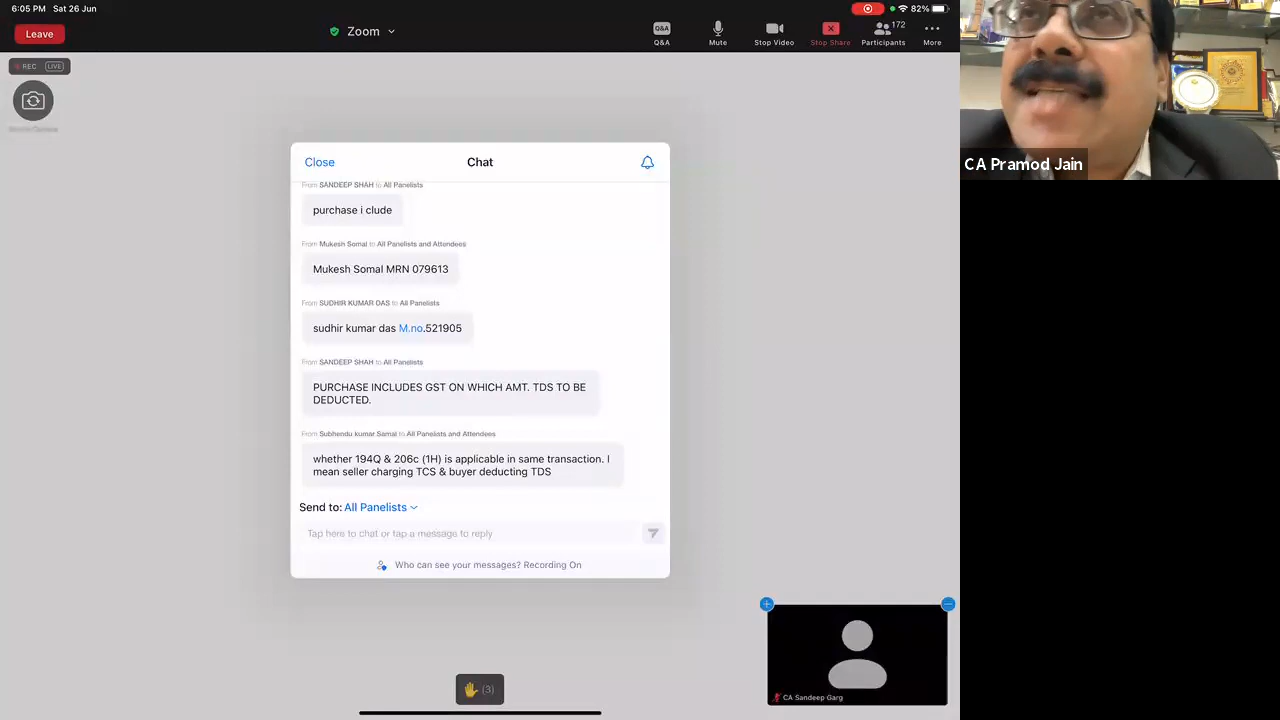 6:05 PM Sat 26 Jun
82%
Leave
Zoom
Q&A
Mute
Stop Video
Stop Share
172
Participants
More
REC LIVE
Close
Chat
From SANDEEP SHAH to All Panelists
purchase i clude
From Mukesh Somal to All Panelists and Attendees
Mukesh Somal MRN 079613
From SUDHIR KUMAR DAS to All Panelists
sudhir kumar das M.no.521905
From SANDEEP SHAH to All Panelists
PURCHASE INCLUDES GST ON WHICH AMT. TDS TO BE
DEDUCTED.
From Subhendu kumar Samal to All Panelists and Attendees
whether 194Q & 206c (1H) is applicable in same transaction. I
mean seller charging TCS & buyer deducting TDS
Send to: All Panelists
Tap here to chat or tap a message to reply
Who can see your messages? Recording On
(3)
CA Sandeep Garg
CA Pramod Jain